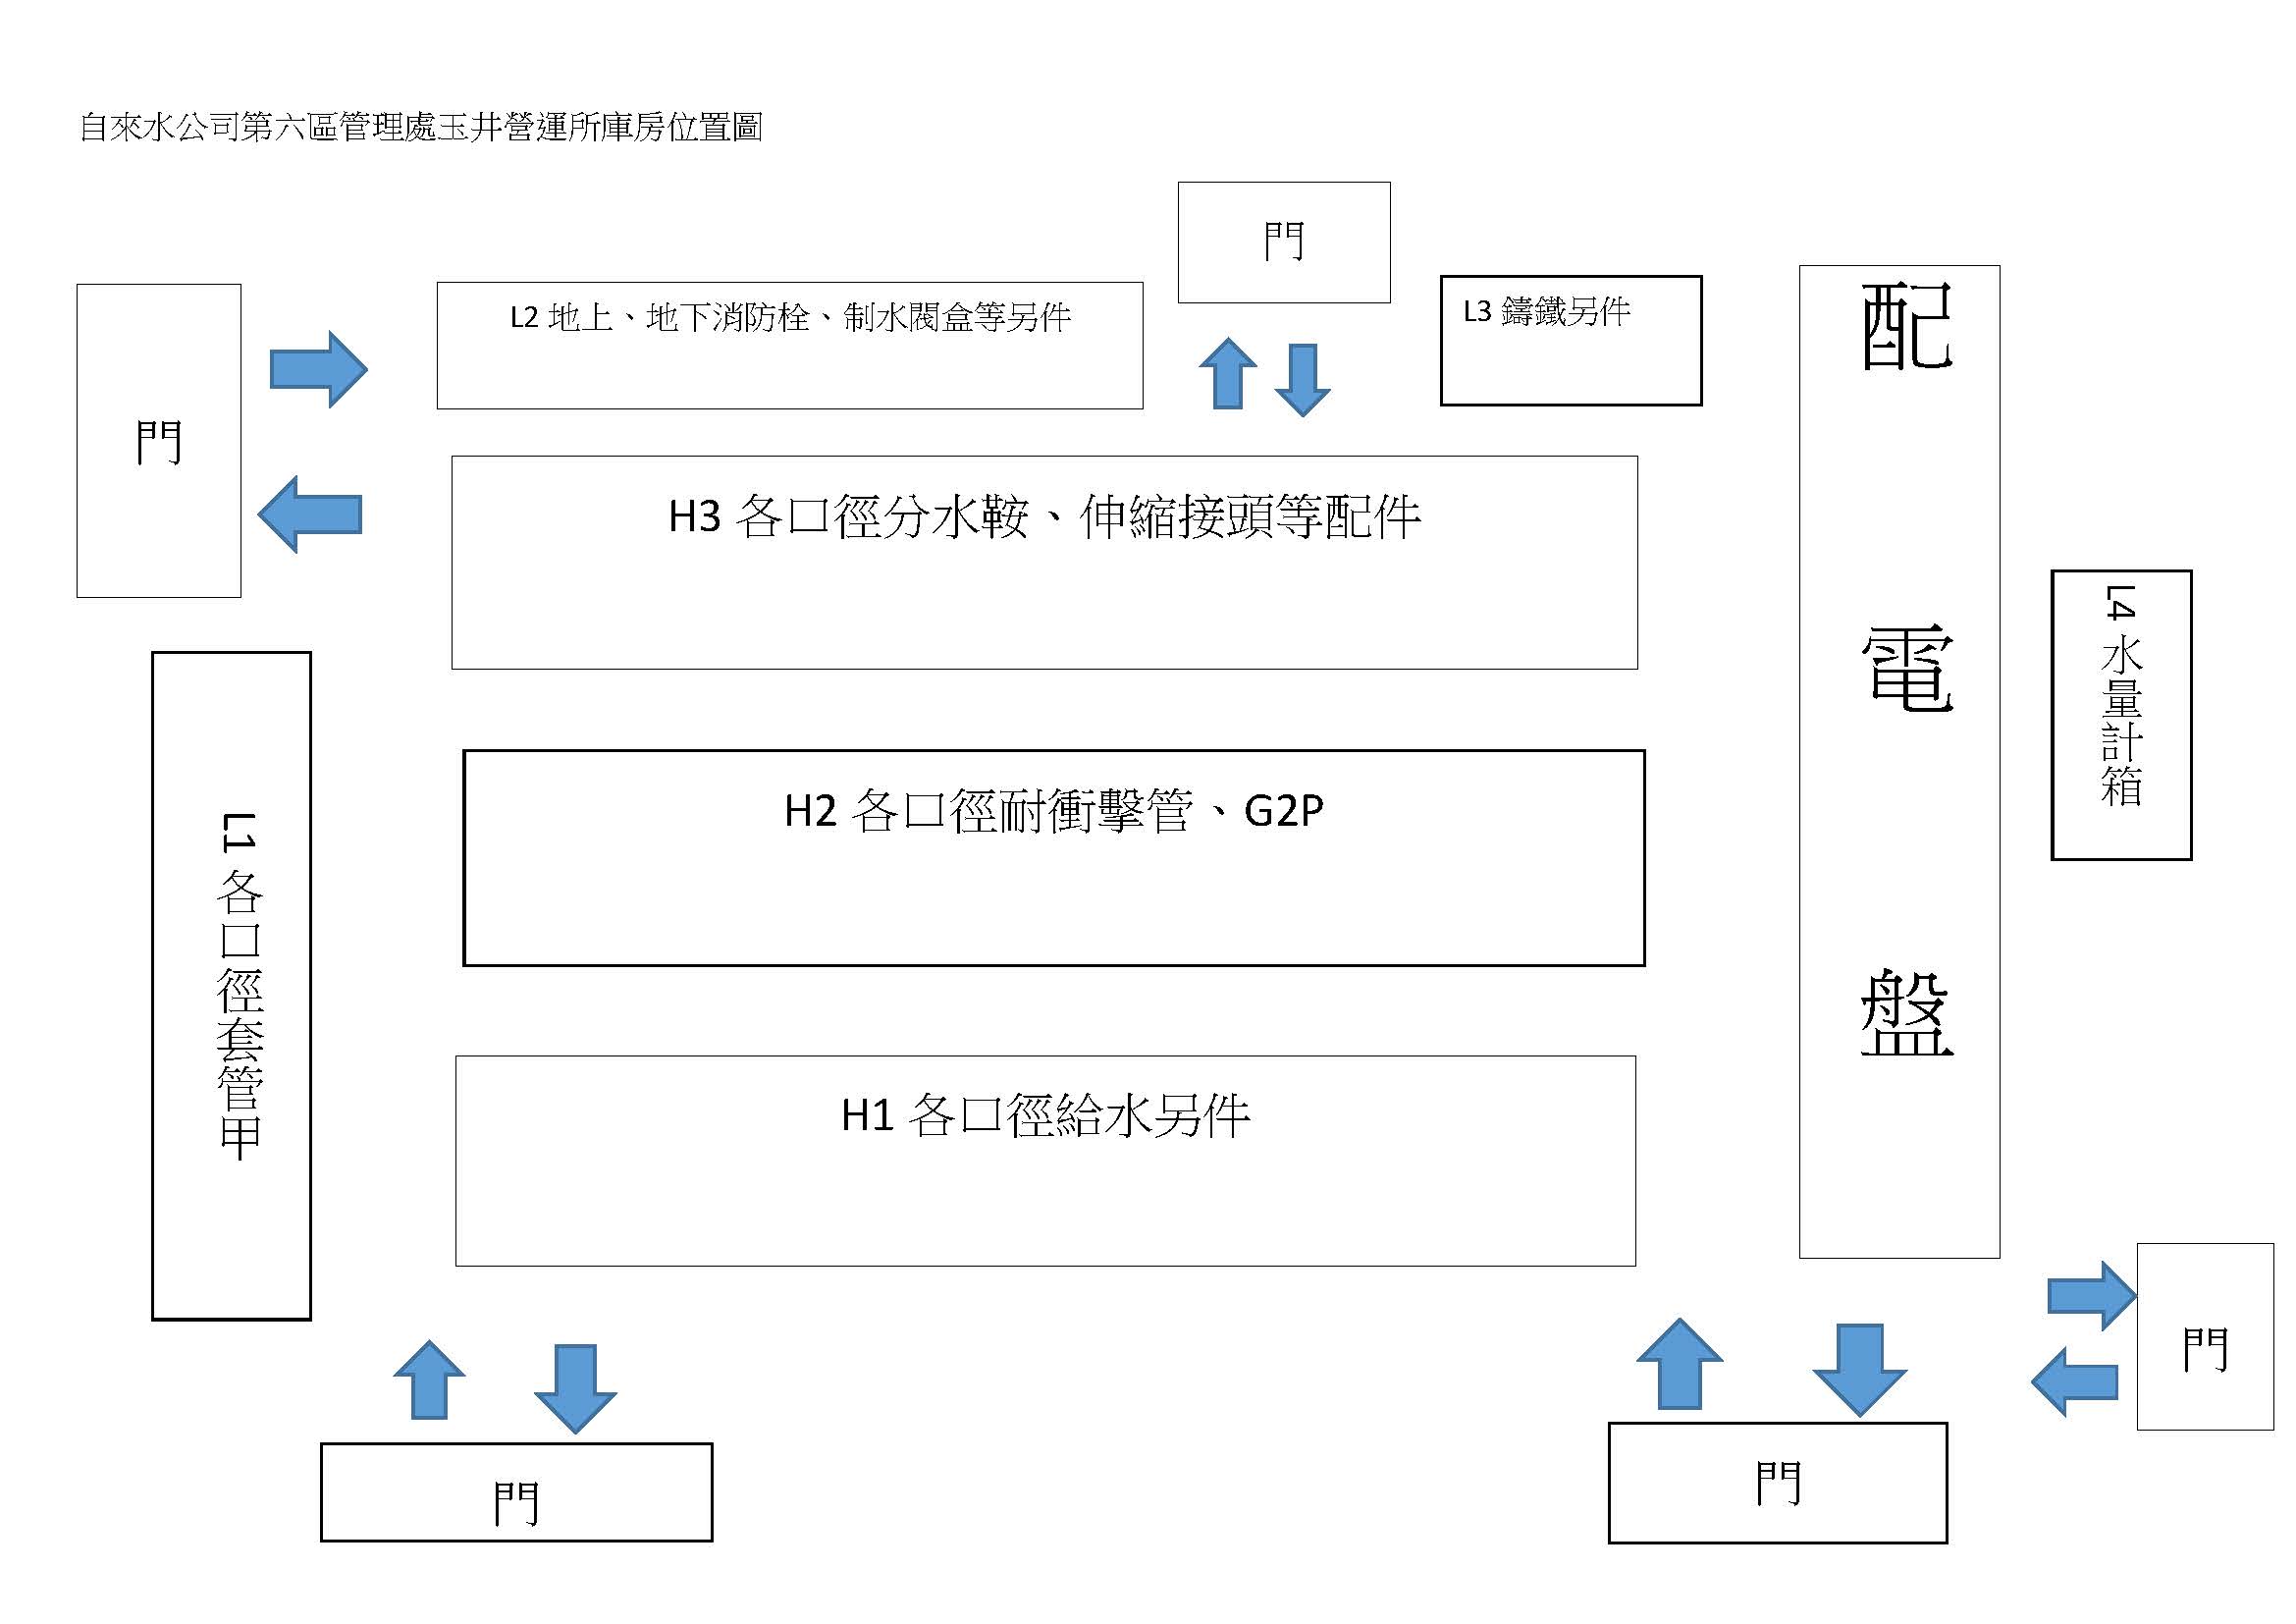 自來水公司第六區管理處玉井營運所庫房位置圖
門
門
L2 地上、地下消防栓、制水閥盒等另件
L3 鑄鐵另件
配電盤
H3 各口徑分水鞍、伸縮接頭等配件
L4 水量計箱
H2 各口徑耐衝擊管、G2P
L1 各口徑套管甲
H1 各口徑給水另件
門
門
門